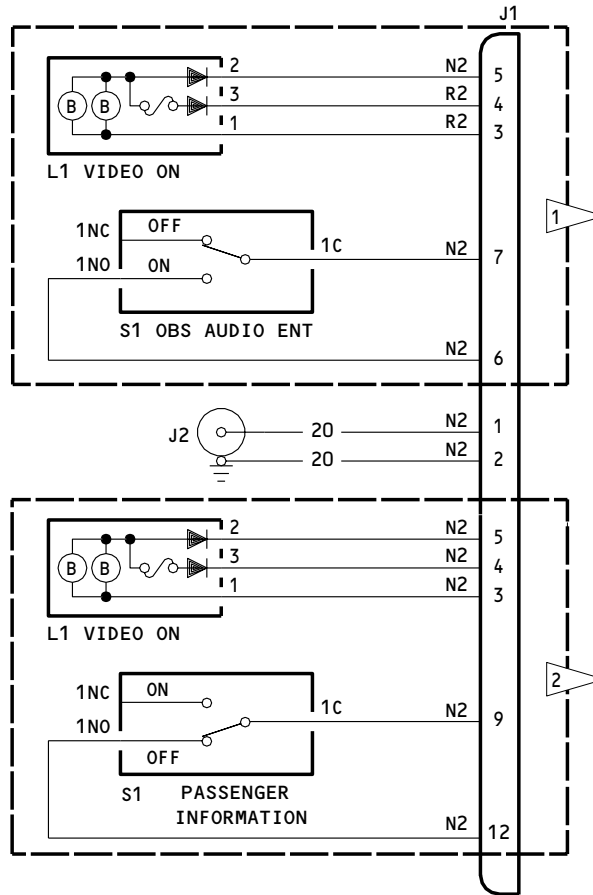 J1
2 N2 5
3 R2 4
B B
1 R2 3
L1 VIDEO ON
1
1NC OFF
1C N2 7
1NO ON
S1 OBS AUDIO ENT
N2 6
J2 20 N2 1
20 N2 2
2 N2 5
3 N2 4
B B
1 N2 3
L1 VIDEO ON
2
1NC ON
1C N2 9
1NO
OFF
S1 PASSENGER
INFORMATION
N2 12